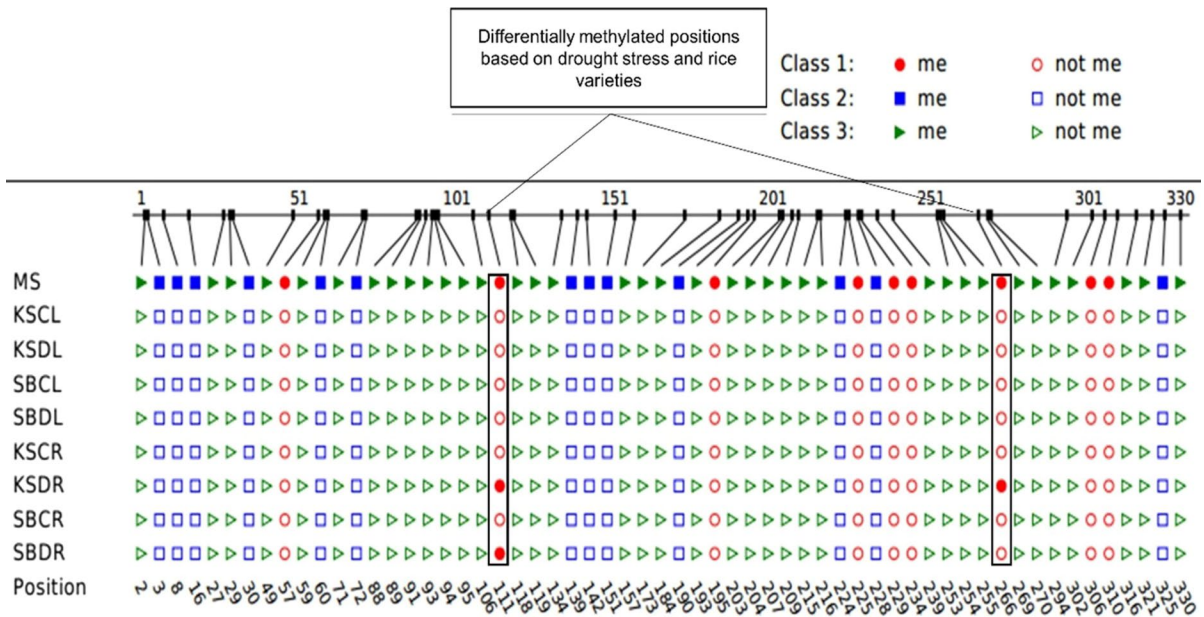 Differentially methylated positions
based on drought stress and rice
varieties
Class 1: me not me
Class 2: me not me
Class 3: me not me
1 51 101 151 201 251 301 330
MS
KSCL
KSDL
SBCL
SBDL
KSCR
KSDR
SBCR
SBDR
Position 2 3 8 16 27 29 30 49 57 59 60 71 72 88 89 91 93 94 95 106 111 118 119 134 139 142 151 157 173 184 190 193 195 203 204 207 209 215 216 224 225 228 229 234 239 253 254 255 266 269 270 294 302 306 310 316 321 325 330